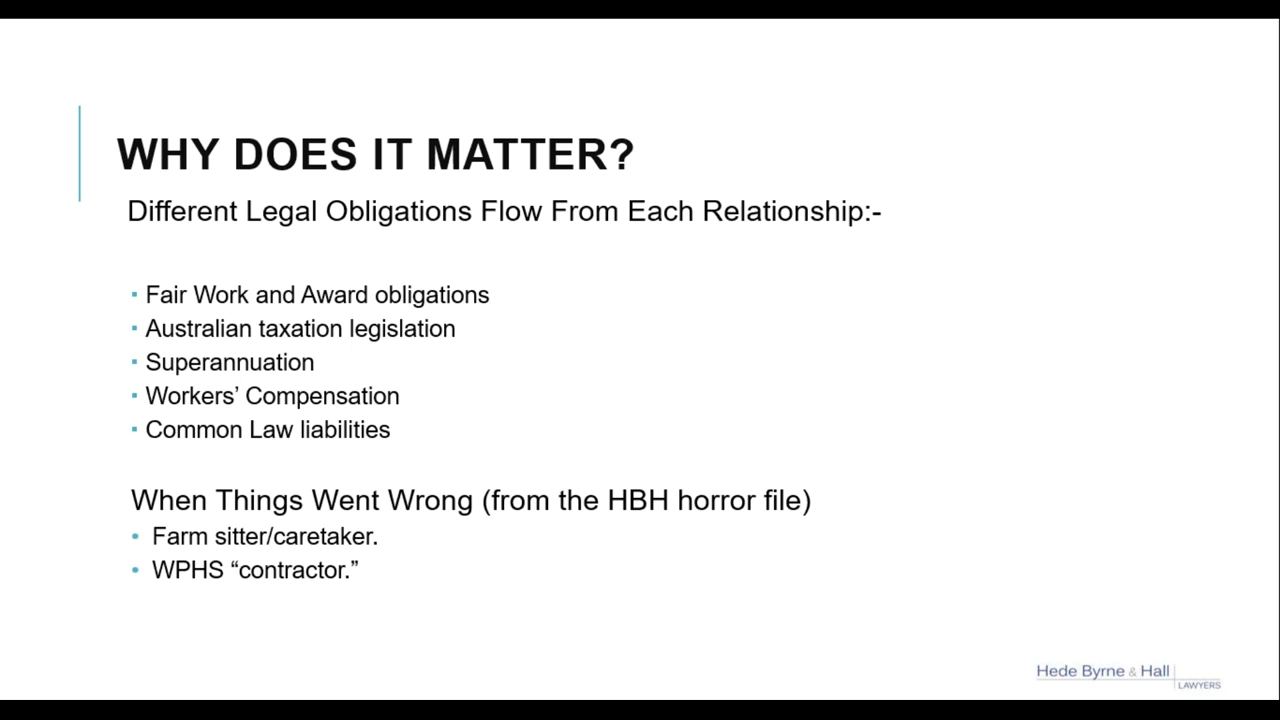 WHY DOES IT MATTER?
Different Legal Obligations Flow From Each Relationship:-
▪ Fair Work and Award obligations
▪ Australian taxation legislation
▪ Superannuation
▪ Workers’ Compensation
▪ Common Law liabilities
When Things Went Wrong (from the HBH horror file)
• Farm sitter/caretaker.
• WPHS “contractor.”
Hede Byrne & Hall
LAWYERS